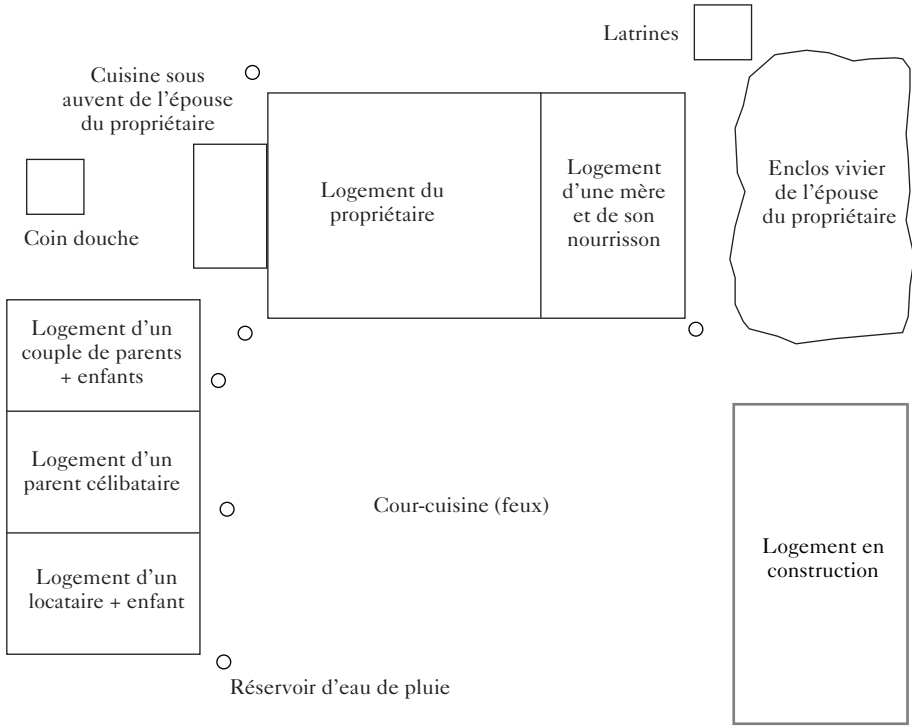 Latrines
Cuisine sous
auvent de l'épouse
du propriétaire
Logement du
propriétaire
Logement
d'une mère
et de son
nourrisson
Enclos vivier
de l'épouse
du propriétaire
Coin douche
Logement d'un
couple de parents
+ enfants
Logement d'un
parent célibataire
Cour-cuisine (feux)
Logement en
construction
Logement d'un
locataire + enfant
Réservoir d'eau de pluie